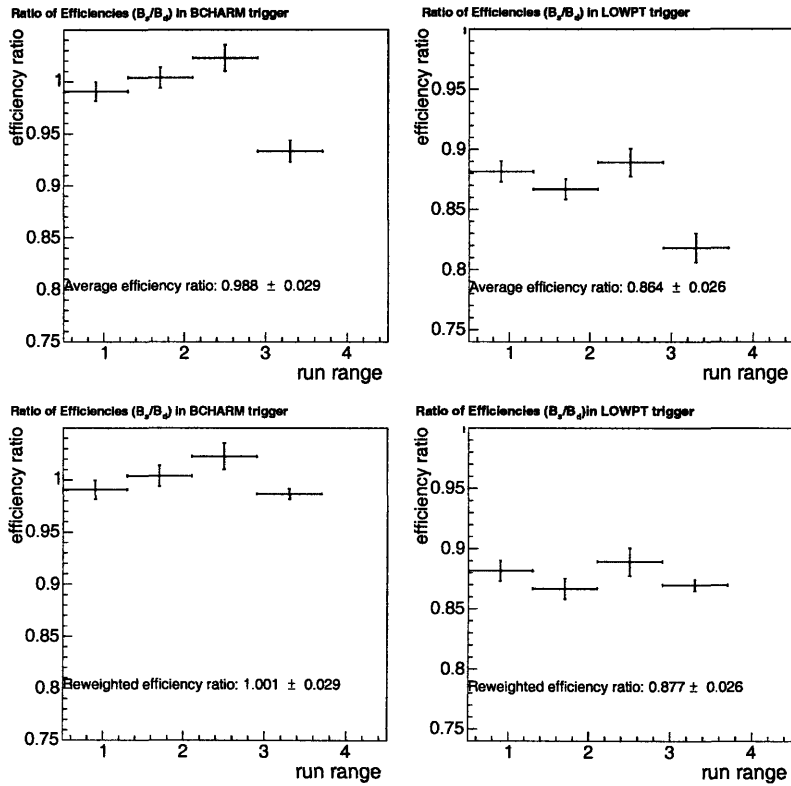 Ratio of Efficiencies (Bs/Bd) in BCHARM trigger
efficiency ratio
1
0.95
0.9
0.85
0.8
0.75
Average efficiency ratio: 0.988 ± 0.029
1 2 3 4
run range
Ratio of Efficiencies (Bs/Bd) in LOWPT trigger
efficiency ratio
1
0.95
0.9
0.85
0.8
0.75
Average efficiency ratio: 0.864 ± 0.026
1 2 3 4
run range
Ratio of Efficiencies (Bs/Bd) in BCHARM trigger
efficiency ratio
1
0.95
0.9
0.85
0.8
0.75
Reweighted efficiency ratio: 1.001 ± 0.029
1 2 3 4
run range
Ratio of Efficiencies (Bs/Bd)in LOWPT trigger
efficiency ratio
1
0.95
0.9
0.85
0.8
0.75
Reweighted efficiency ratio: 0.877 ± 0.026
1 2 3 4
run range